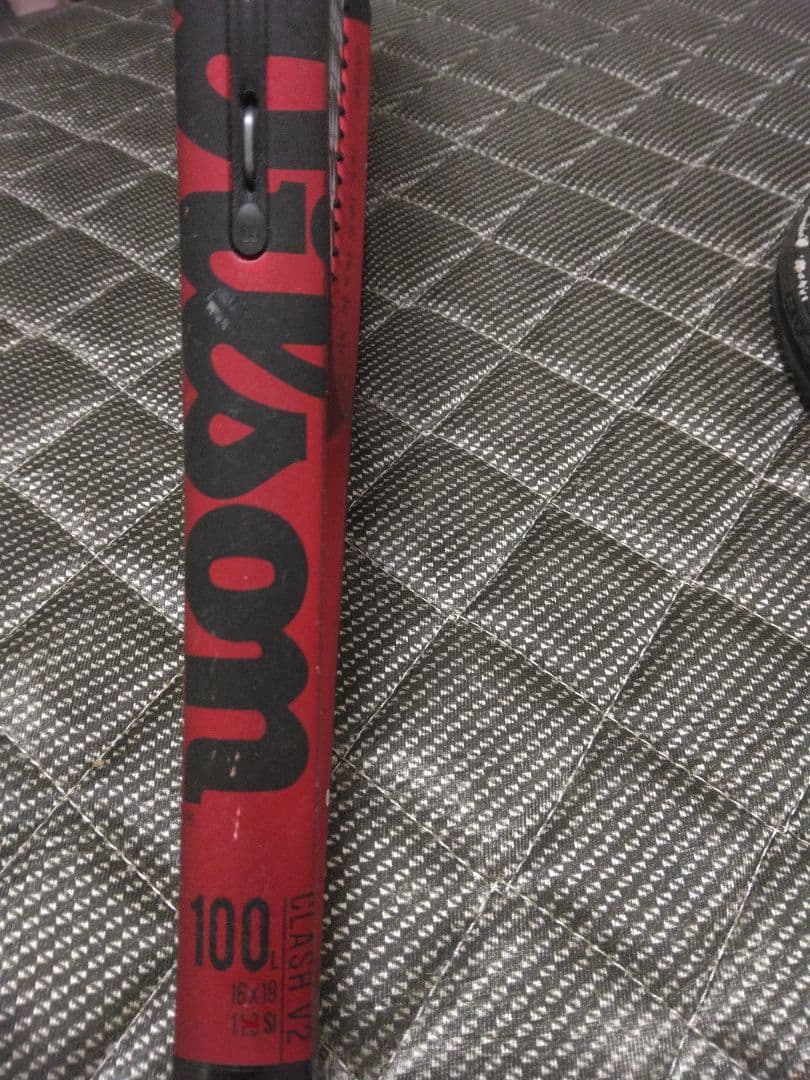 Wilson
100L
16x19
CLASH V2